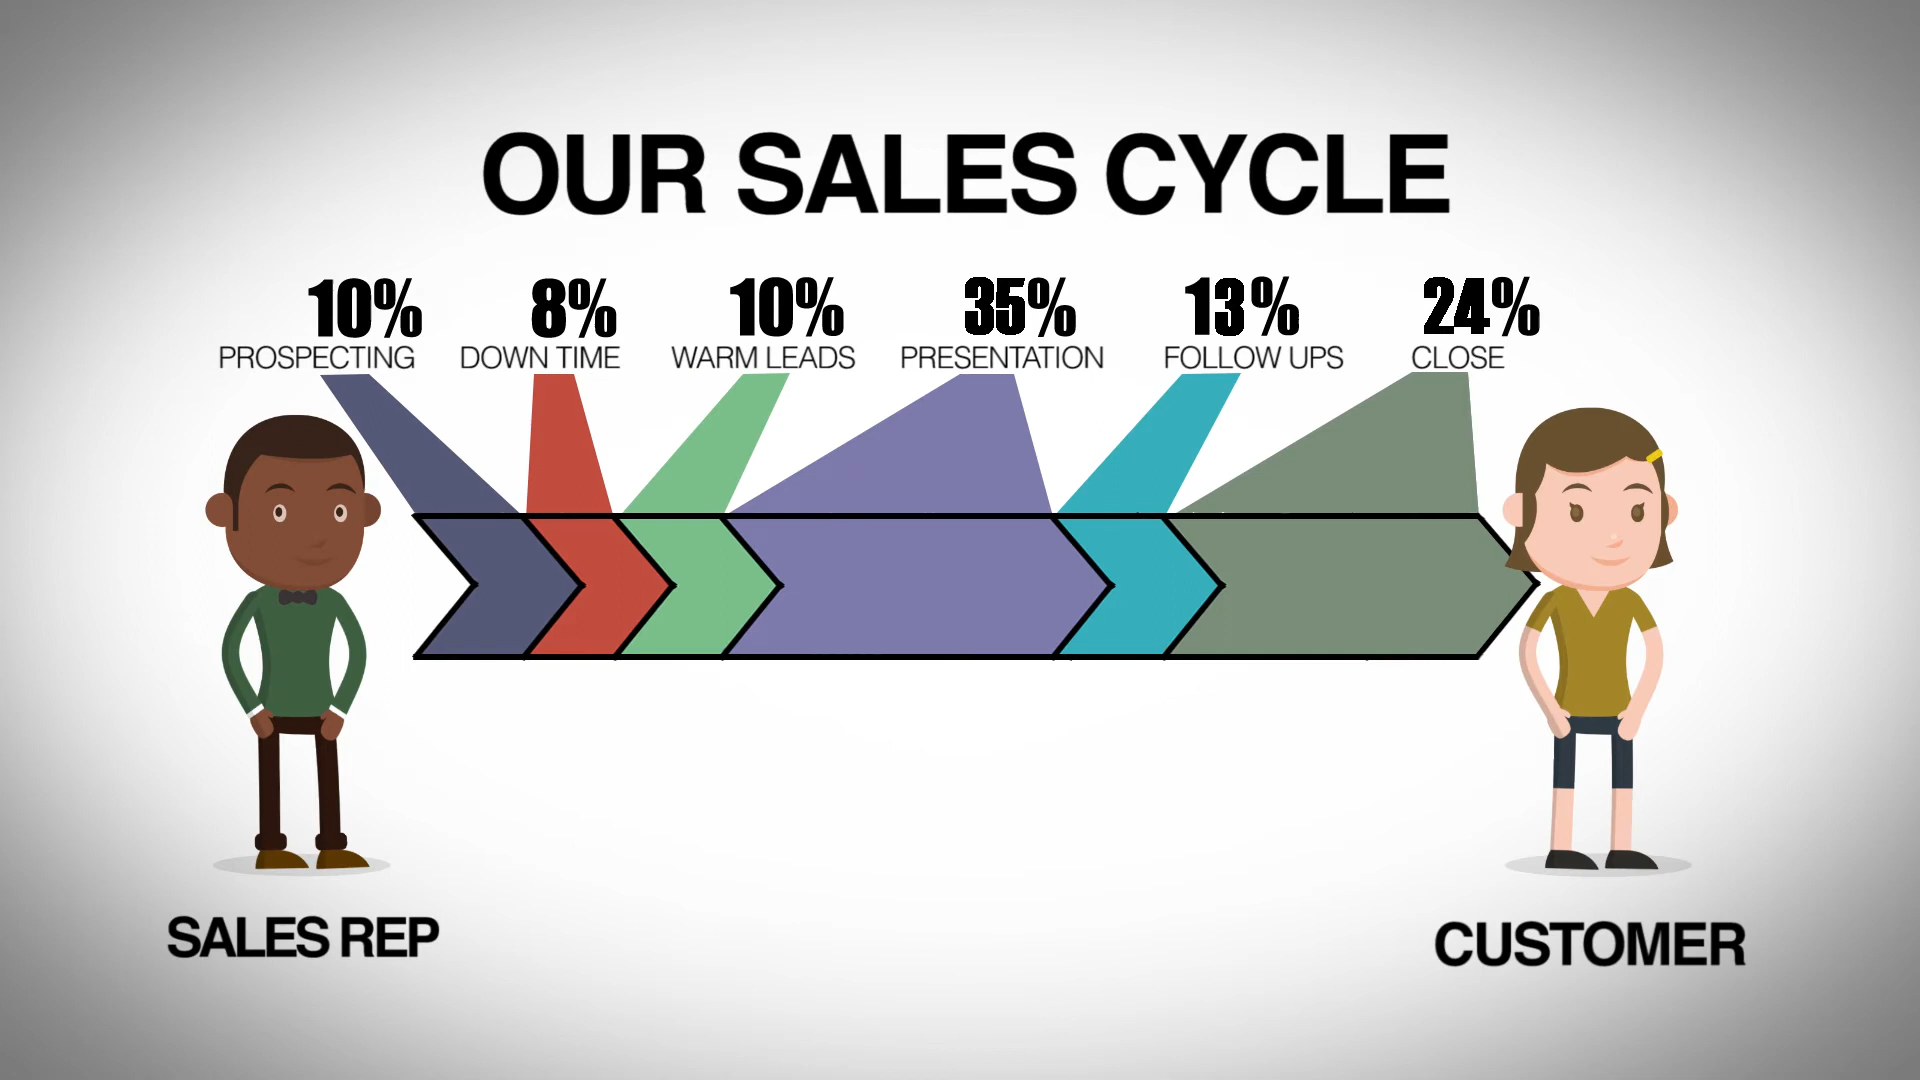 OUR SALES CYCLE
10% 8% 10% 35% 13% 24%
PROSPECTING DOWN TIME WARM LEADS PRESENTATION FOLLOW UPS CLOSE
SALES REP CUSTOMER